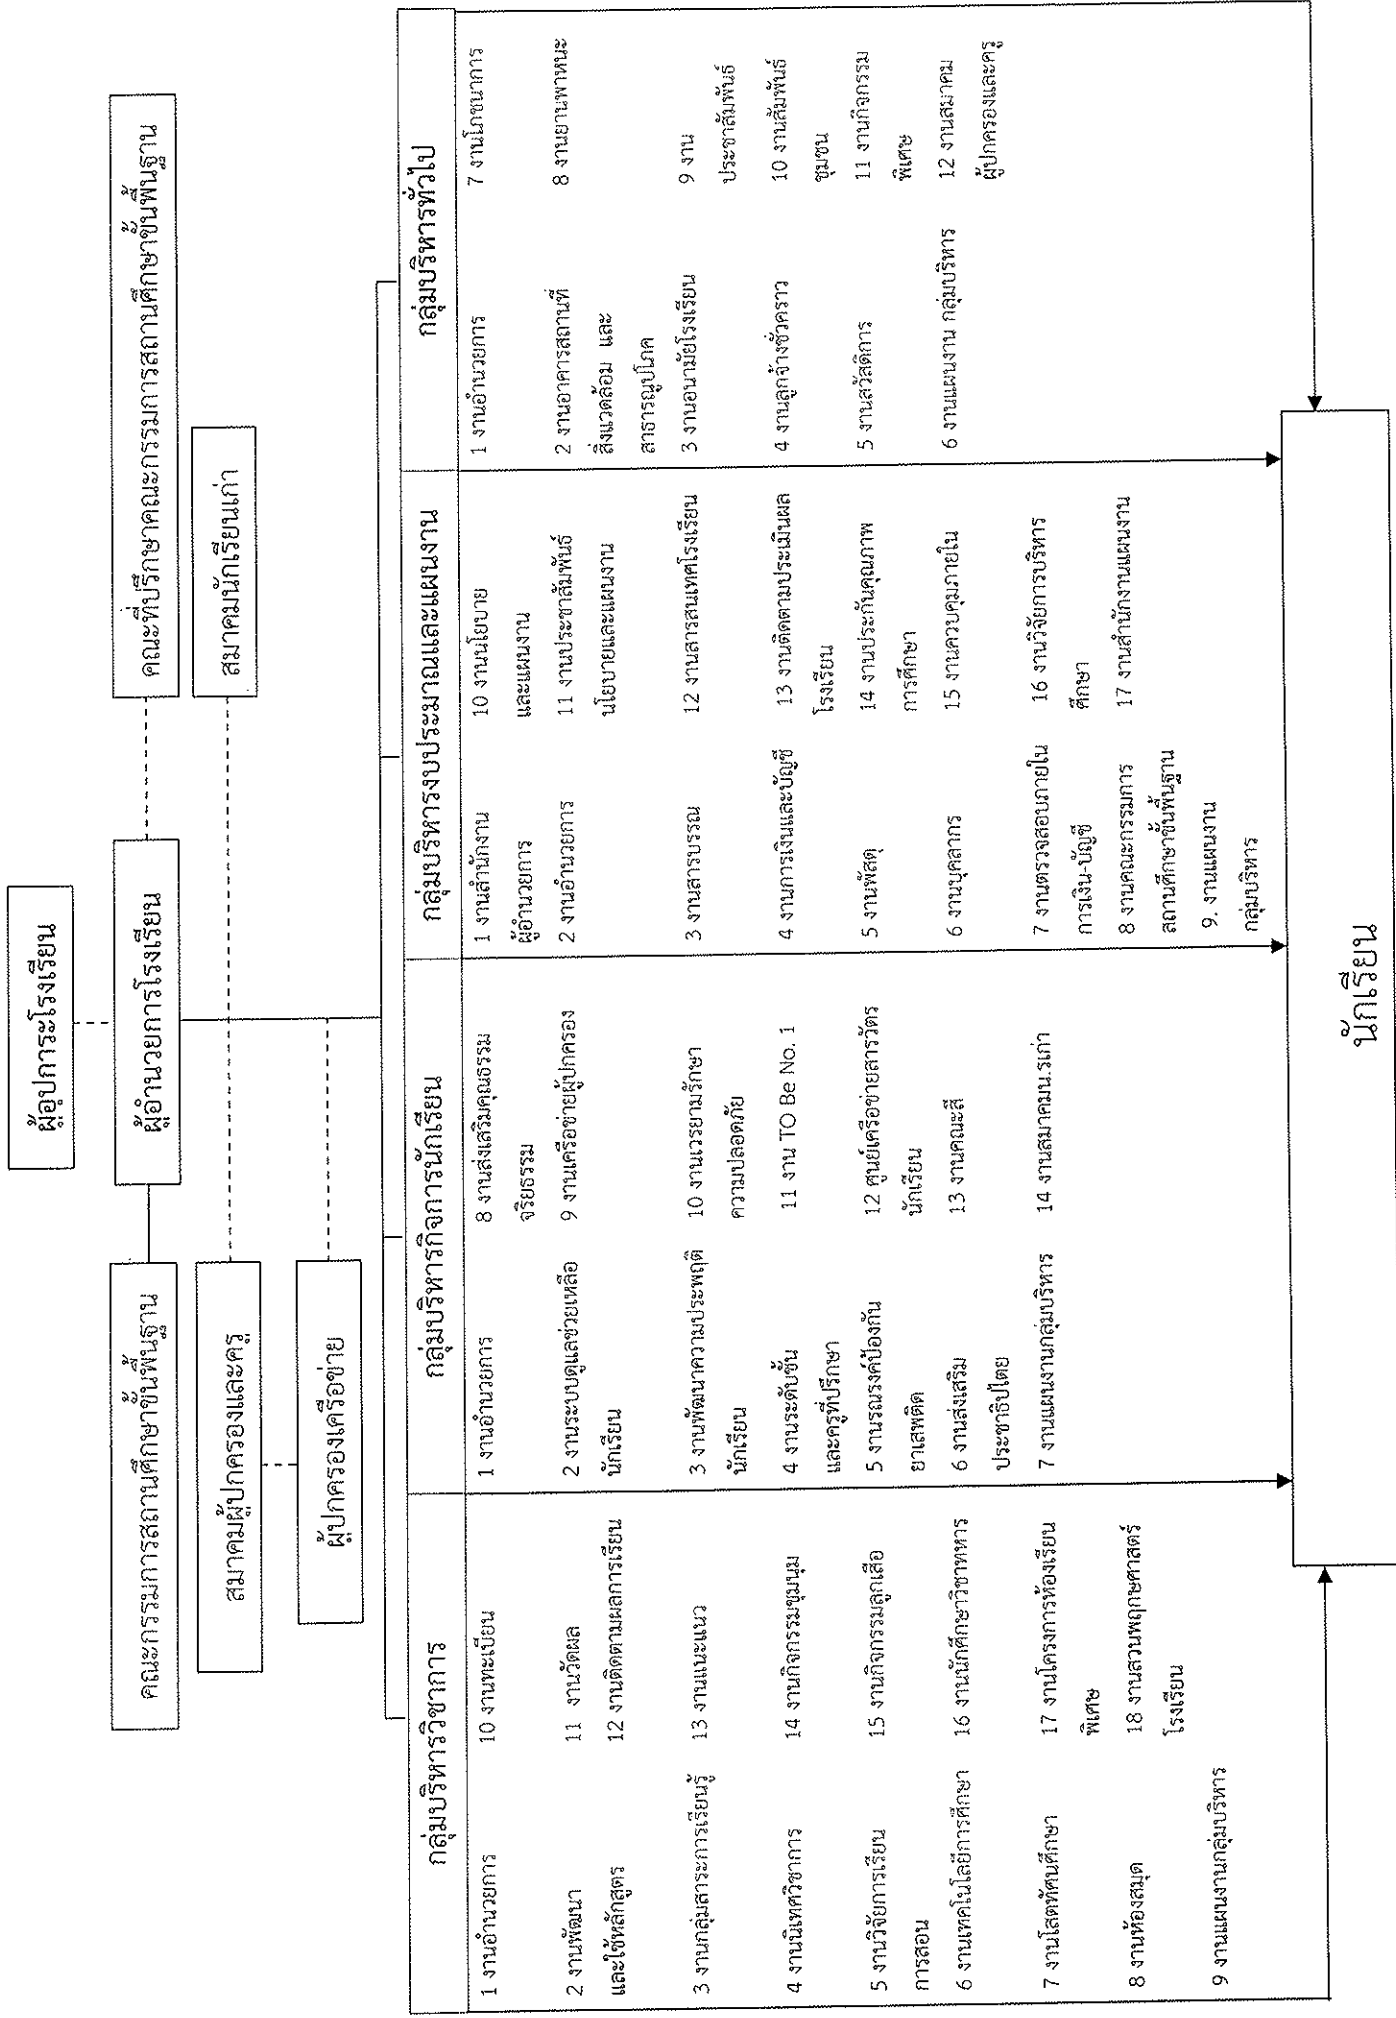 ผู้อุปการะโรงเรียน
ผู้อำนวยการโรงเรียน
คณะกรรมการสถานศึกษาขั้นพื้นฐาน
คณะที่ปรึกษาคณะกรรมการสถานศึกษาขั้นพื้นฐาน
สมาคมผู้ปกครองและครู
สมาคมนักเรียนเก่า
ผู้ปกครองเครือข่าย
กลุ่มบริหารวิชาการ
1 งานอำนวยการ
2 งานพัฒนา
และใช้หลักสูตร
3 งานกลุ่มสาระการเรียนรู้
4 งานนิเทศวิชาการ
5 งานวิจัยการเรียน
การสอน
6 งานเทคโนโลยีการศึกษา
7 งานโสตทัศนศึกษา
8 งานห้องสมุด
9 งานแผนงานกลุ่มบริหาร
10 งานทะเบียน
11 งานวัดผล
12 งานติดตามผลการเรียน
13 งานแนะแนว
14 งานกิจกรรมชุมนุม
15 งานกิจกรรมลูกเสือ
16 งานนักศึกษาวิชาทหาร
17 งานโครงการห้องเรียน
พิเศษ
18 งานสวนพฤกษศาสตร์
โรงเรียน
กลุ่มบริหารกิจการนักเรียน
1 งานอำนวยการ
2 งานระบบดูแลช่วยเหลือ
นักเรียน
3 งานพัฒนาความประพฤติ
นักเรียน
4 งานระดับชั้น
และครูที่ปรึกษา
5 งานรณรงค์ป้องกัน
ยาเสพติด
6 งานส่งเสริม
ประชาธิปไตย
7 งานแผนงานกลุ่มบริหาร
8 งานส่งเสริมคุณธรรม
จริยธรรม
9 งานเครือข่ายผู้ปกครอง
10 งานเวรยามรักษา
ความปลอดภัย
11 งาน TO Be No. 1
12 ศูนย์เครือข่ายสารวัตร
นักเรียน
13 งานคณะสี
14 งานสมาคมน.รเก่า
กลุ่มบริหารงบประมาณและแผนงาน
1 งานสำนักงาน
ผู้อำนวยการ
2 งานอำนวยการ
3 งานสารบรรณ
4 งานการเงินและบัญชี
5 งานพัสดุ
6 งานบุคลากร
7 งานตรวจสอบภายใน
การเงิน-บัญชี
8 งานคณะกรรมการ
สถานศึกษาขั้นพื้นฐาน
9. งานแผนงาน
กลุ่มบริหาร
10 งานนโยบาย
และแผนงาน
11 งานประชาสัมพันธ์
นโยบายและแผนงาน
12 งานสารสนเทศโรงเรียน
13 งานติดตามประเมินผล
โรงเรียน
14 งานประกันคุณภาพ
การศึกษา
15 งานควบคุมภายใน
16 งานวิจัยการบริหาร
ศึกษา
17 งานสำนักงานแผนงาน
กลุ่มบริหารทั่วไป
1 งานอำนวยการ
2 งานอาคารสถานที่
สิ่งแวดล้อม และ
สาธารณูปโภค
3 งานอนามัยโรงเรียน
4 งานลูกจ้างชั่วคราว
5 งานสวัสดิการ
6 งานแผนงาน กลุ่มบริหาร
7 งานโภชนาการ
8 งานยานพาหนะ
9 งาน
ประชาสัมพันธ์
10 งานสัมพันธ์
ชุมชน
11 งานกิจกรรม
พิเศษ
12 งานสมาคม
ผู้ปกครองและครู
นักเรียน